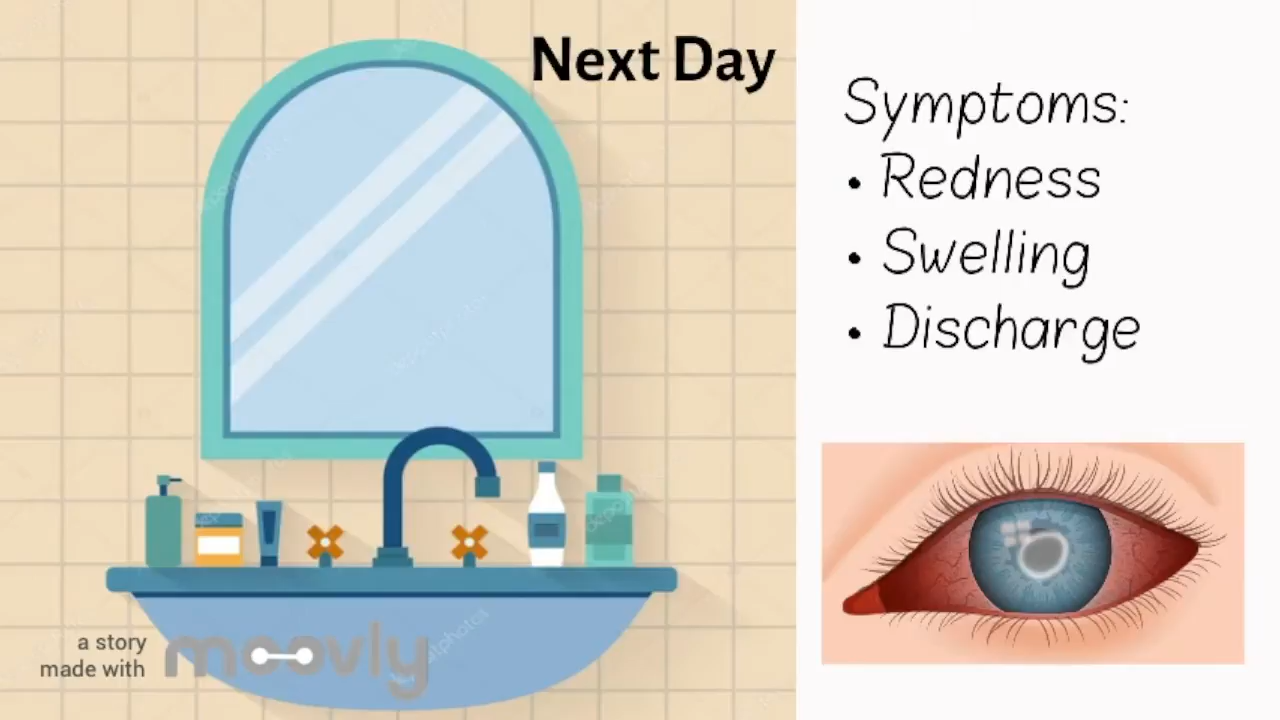 Next Day
Symptoms:
• Redness
• Swelling
• Discharge
a story
made with
moovly